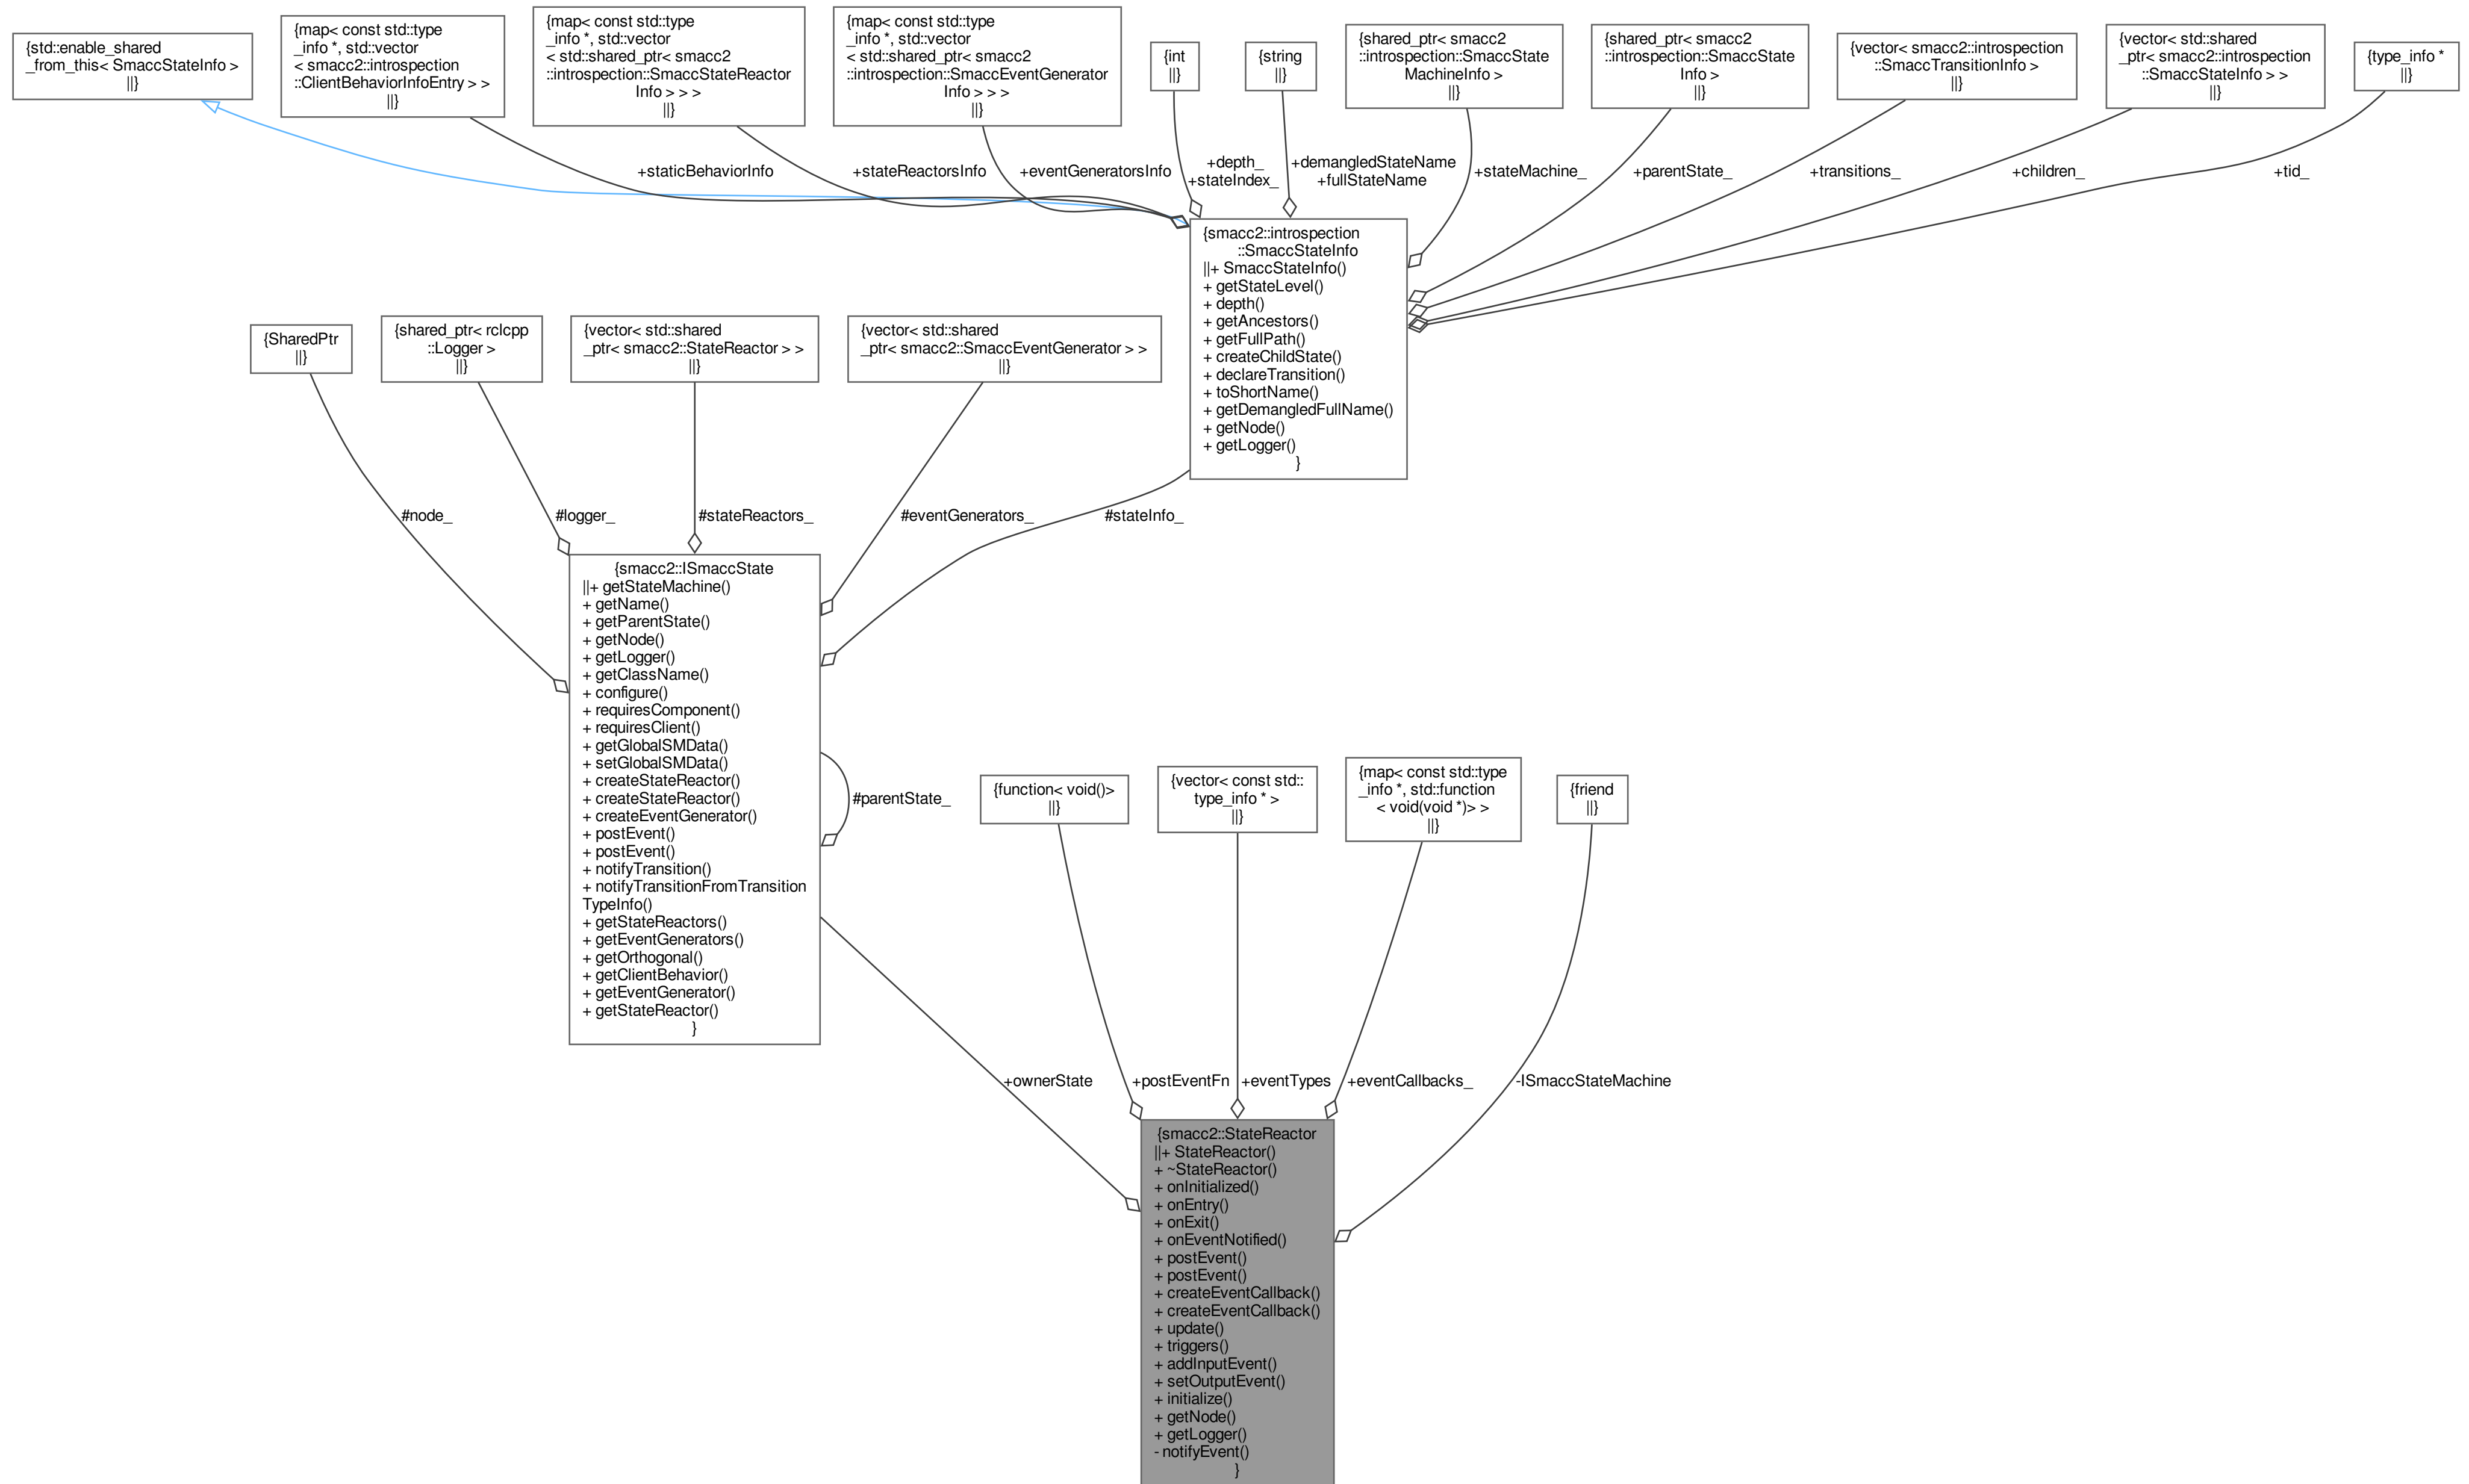 {std::enable_shared
_from_this< SmaccStateInfo >
||}
{map< const std::type
_info *, std::vector
< smacc2::introspection
::ClientBehaviorInfoEntry > >
||}
{map< const std::type
_info *, std::vector
< std::shared_ptr< smacc2
::introspection::SmaccStateReactor
Info > > >
||}
{map< const std::type
_info *, std::vector
< std::shared_ptr< smacc2
::introspection::SmaccEventGenerator
Info > > >
||}
{int
||}
{string
||}
{shared_ptr< smacc2
::introspection::SmaccState
MachineInfo >
||}
{shared_ptr< smacc2
::introspection::SmaccState
Info >
||}
{vector< smacc2::introspection
::SmaccTransitionInfo >
||}
{vector< std::shared
_ptr< smacc2::introspection
::SmaccStateInfo > >
||}
{type_info *
||}
+staticBehaviorInfo
+stateReactorsInfo
+eventGeneratorsInfo
+depth_
+stateIndex_
+demangledStateName
+fullStateName
+stateMachine_
+parentState_
+transitions_
+children_
+tid_
{smacc2::introspection
::SmaccStateInfo
||+ SmaccStateInfo()
+ getStateLevel()
+ depth()
+ getAncestors()
+ getFullPath()
+ createChildState()
+ declareTransition()
+ toShortName()
+ getDemangledFullName()
+ getNode()
+ getLogger()
}
{SharedPtr
||}
{shared_ptr< rclcpp
::Logger >
||}
{vector< std::shared
_ptr< smacc2::StateReactor > >
||}
{vector< std::shared
_ptr< smacc2::SmaccEventGenerator > >
||}
#node_
#logger_
#stateReactors_
#eventGenerators_
#stateInfo_
{smacc2::ISmaccState
||+ getStateMachine()
+ getName()
+ getParentState()
+ getNode()
+ getLogger()
+ getClassName()
+ configure()
+ requiresComponent()
+ requiresClient()
+ getGlobalSMData()
+ setGlobalSMData()
+ createStateReactor()
+ createStateReactor()
+ createEventGenerator()
+ postEvent()
+ postEvent()
+ notifyTransition()
+ notifyTransitionFromTransition
TypeInfo()
+ getStateReactors()
+ getEventGenerators()
+ getOrthogonal()
+ getClientBehavior()
+ getEventGenerator()
+ getStateReactor()
}
#parentState_
{function< void()>
||}
{vector< const std::
type_info * >
||}
{map< const std::type
_info *, std::function
< void(void *)> >
||}
{friend
||}
+ownerState
+postEventFn
+eventTypes
+eventCallbacks_
-ISmaccStateMachine
{smacc2::StateReactor
||+ StateReactor()
+ ~StateReactor()
+ onInitialized()
+ onEntry()
+ onExit()
+ onEventNotified()
+ postEvent()
+ postEvent()
+ createEventCallback()
+ createEventCallback()
+ update()
+ triggers()
+ addInputEvent()
+ setOutputEvent()
+ initialize()
+ getNode()
+ getLogger()
- notifyEvent()
}